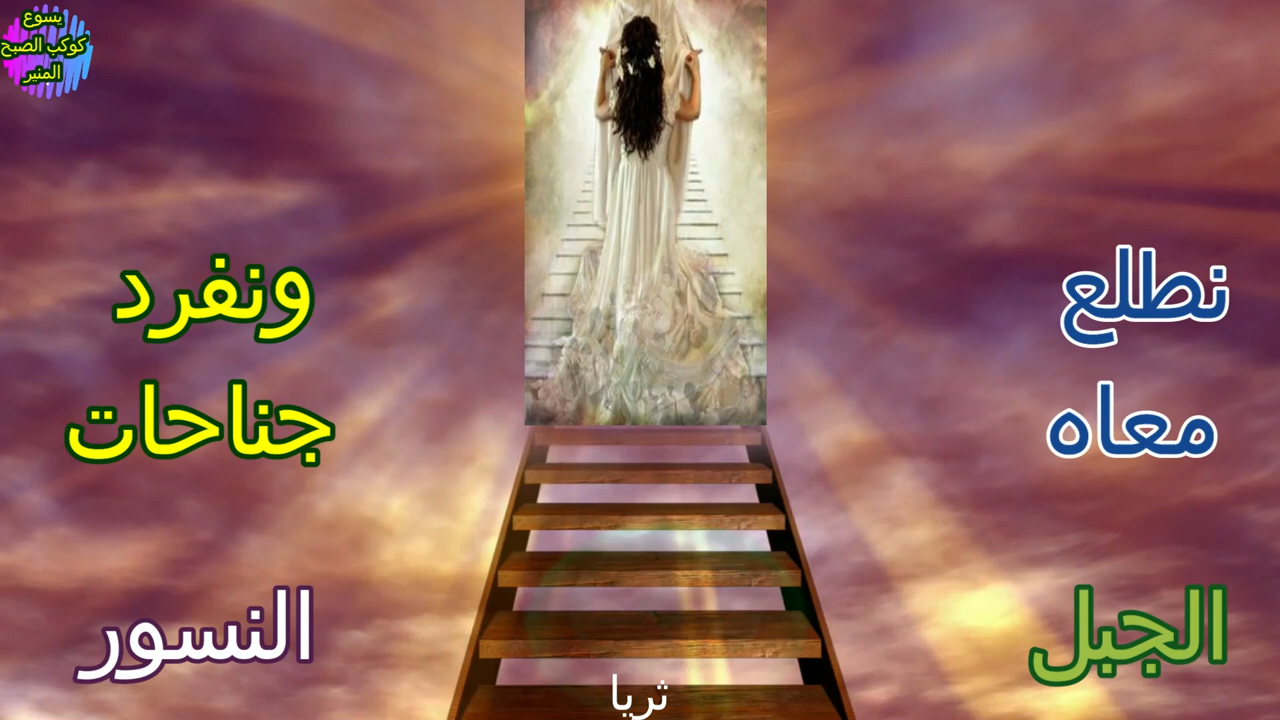 يسوع
كوكب الصبح
المنير
نطلع
معاه
الجبل
ونفرد
جناحات
النسور
ثريا